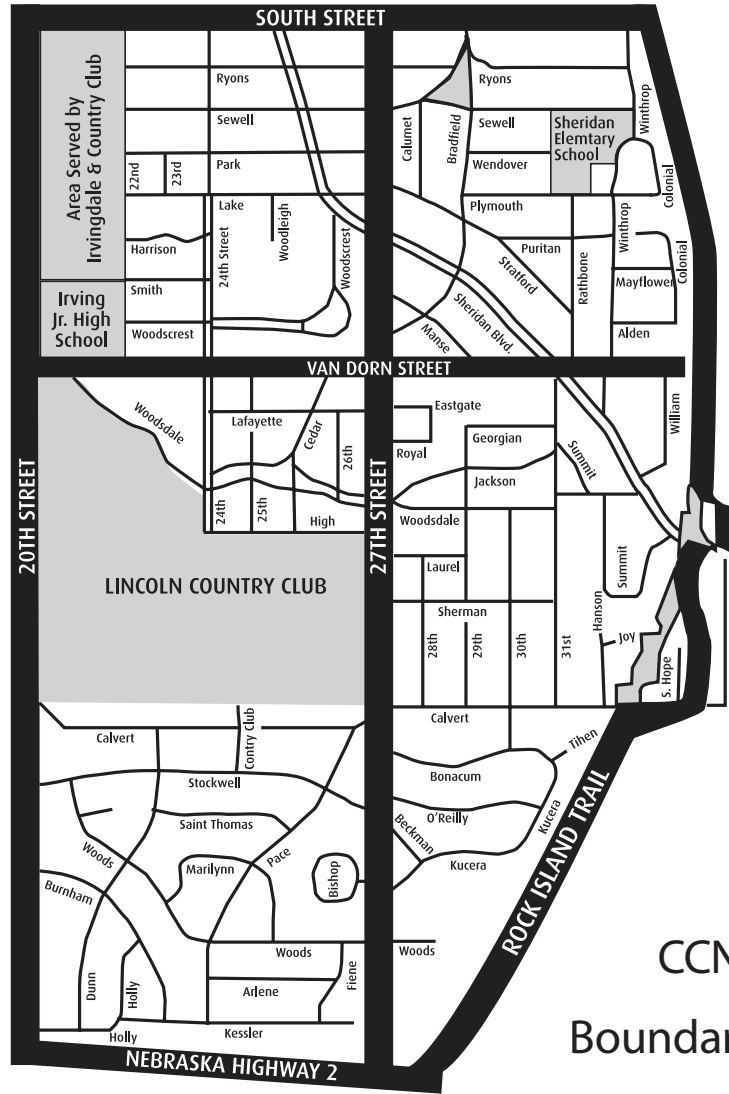 SOUTH STREET
Area Served by
Irvingdale & Country Club
Ryons
Sewell
Park
22nd
23rd
Lake
Harrison
24th Street
Woodleigh
Woodscrest
Smith
Irving
Jr. High
School
Woodscrest
Ryons
Calumet
Bradfield
Sewell
Wendover
Sheridan
Elemtary
School
Winthrop
Colonial
Plymouth
Puritan
Stratford
Rathbone
Winthrop
Colonial
Mayflower
Sheridan Blvd.
Manse
Alden
VAN DORN STREET
20TH STREET
27TH STREET
Woodsdale
Lafayette
Cedar
26th
24th
25th
High
LINCOLN COUNTRY CLUB
Eastgate
Royal
Georgian
Jackson
Summit
William
Woodsdale
Laurel
Sherman
28th
29th
30th
31st
Hanson
Summit
Joy
S. Hope
Calvert
Contry Club
Calvert
Stockwell
Saint Thomas
Woods
Marilynn
Pace
Bishop
Burnham
Woods
Dunn
Holly
Arlene
Fiene
Holly
Kessler
Tihen
Bonacum
O'Reilly
Beckman
Kucera
Kucera
Woods
ROCK ISLAND TRAIL
NEBRASKA HIGHWAY 2
CCN
Boundar